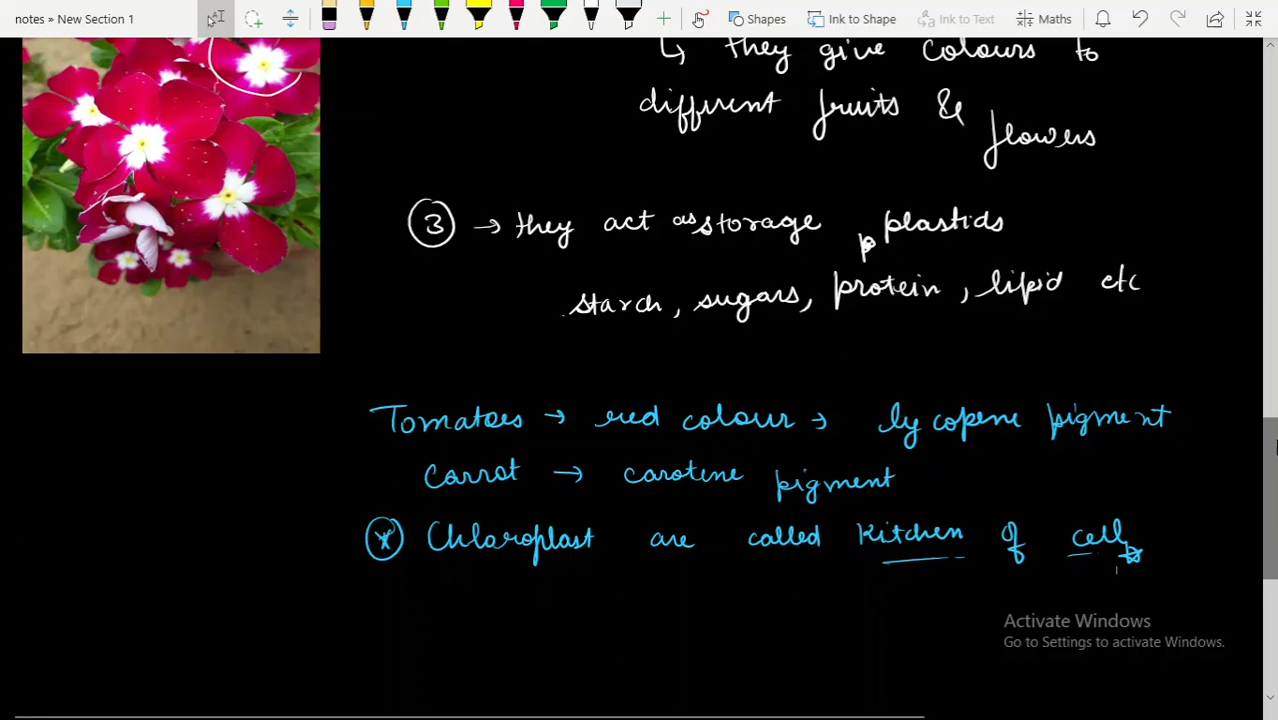 notes » New Section 1
Shapes
Ink to Shape
Ink to Text
Maths
↳ they give colours to
different fruits &
flowers
3 → they act as storage plastids
starch, sugars, protein, lipid etc
Tomatoes → red colour → lycopene pigment
Carrot → carotene pigment
Chloroplast are called Kitchen of cell
Activate Windows
Go to Settings to activate Windows.